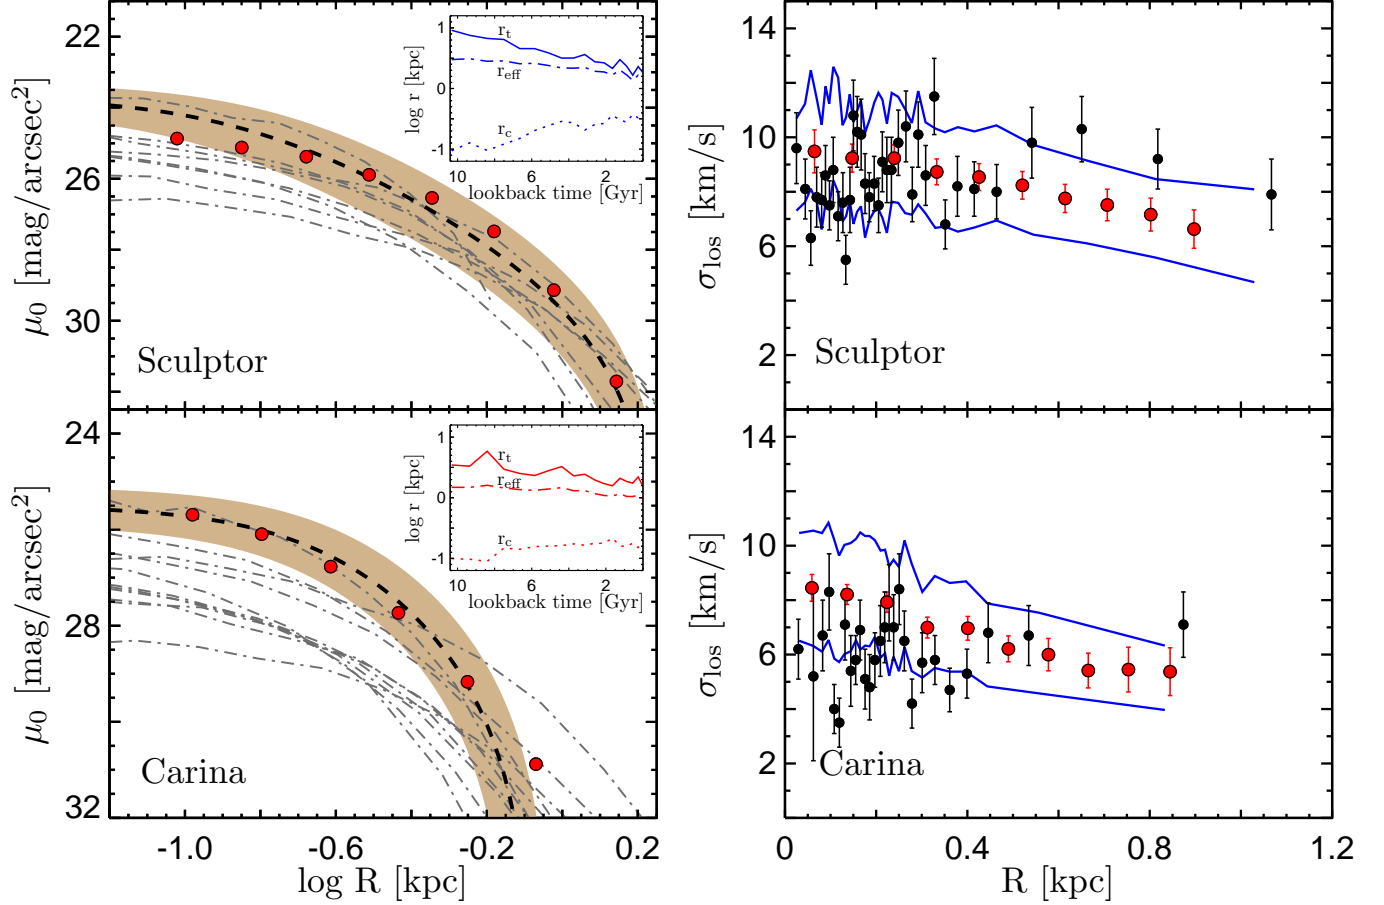 22
26
30
μ0 [mag/arcsec2]
Sculptor
1
0
-1
log r [kpc]
rt
reff
rc
10 6 2
lookback time [Gyr]
14
10
6
2
σlos [km/s]
Sculptor
24
28
32
μ0 [mag/arcsec2]
Carina
1
0
-1
log r [kpc]
rt
reff
rc
10 6 2
lookback time [Gyr]
-1.0 -0.6 -0.2 0.2
log R [kpc]
14
10
6
2
σlos [km/s]
Carina
0 0.4 0.8 1.2
R [kpc]